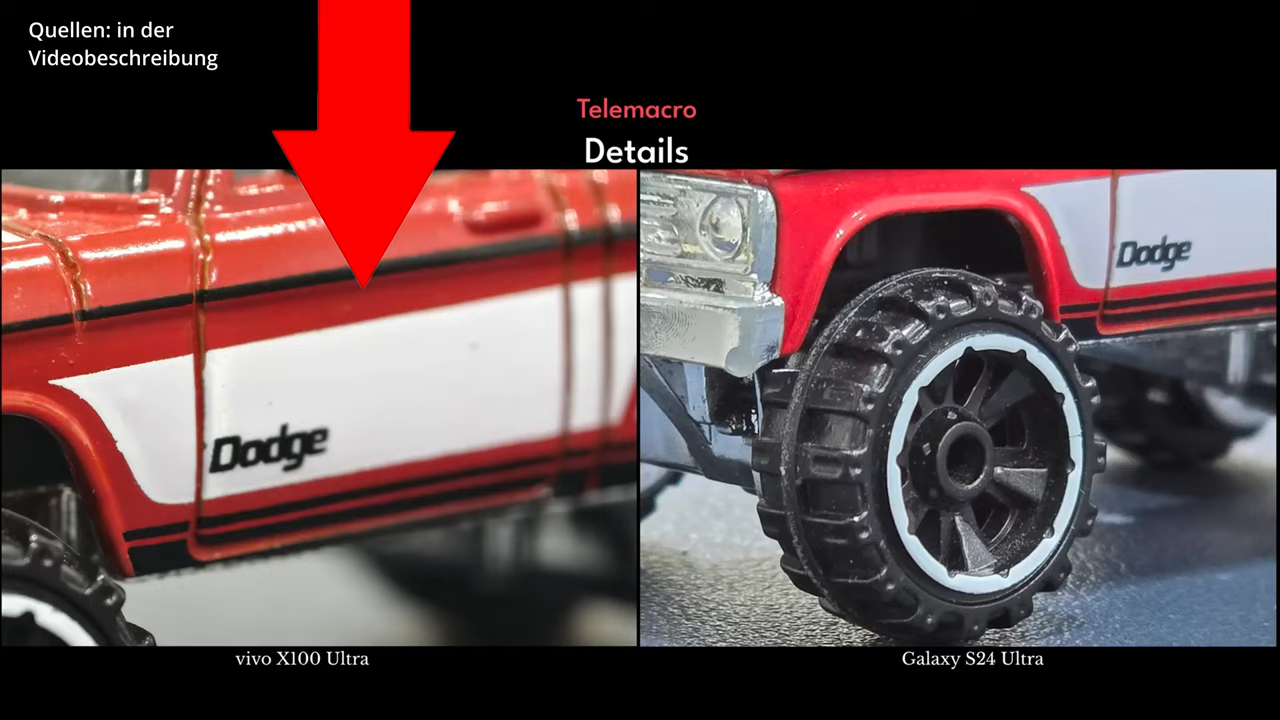 Quellen: in der
Videobeschreibung
Telemacro
Details
Dodge
Dodge
vivo X100 Ultra
Galaxy S24 Ultra